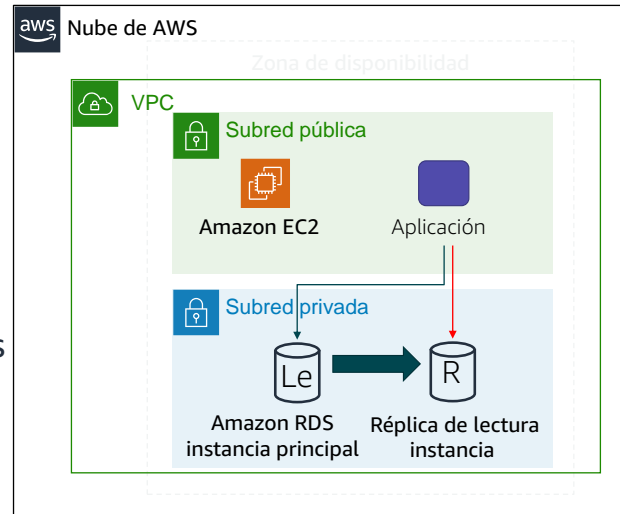 aws
Nube de AWS
Zona de disponibilidad
VPC
Subred pública
Amazon EC2
Aplicación
Subred privada
s
Le
R
Amazon RDS
instancia principal
Réplica de lectura
instancia